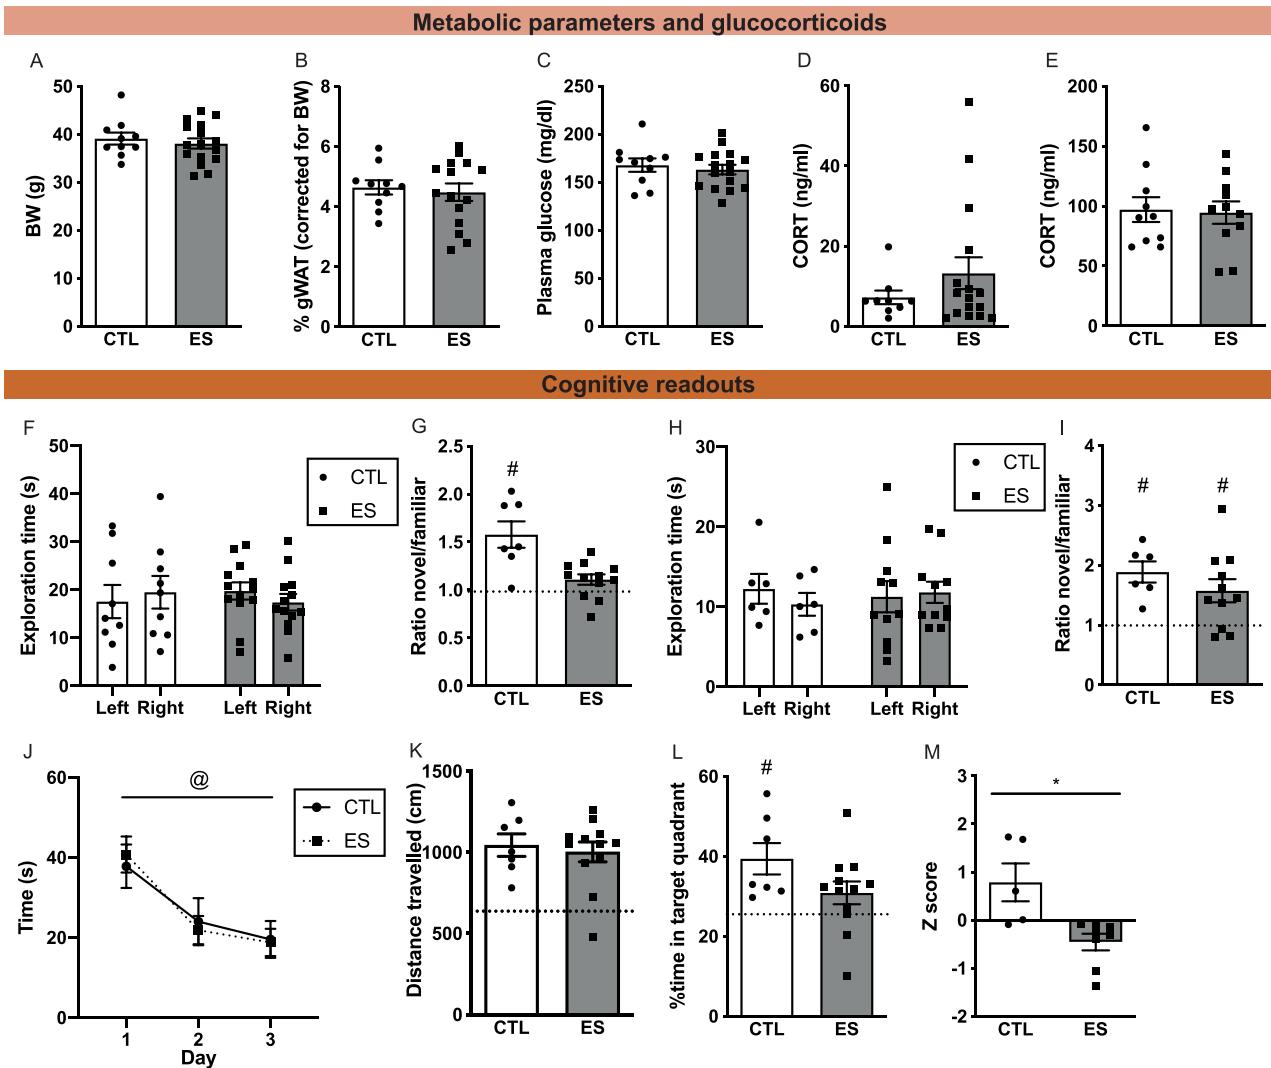 Metabolic parameters and glucocorticoids
A
BW (g)
50
40
30
20
10
0
CTL
ES
B
% gWAT (corrected for BW)
8
6
4
2
0
CTL
ES
C
Plasma glucose (mg/dl)
250
200
150
100
50
0
CTL
ES
D
CORT (ng/ml)
60
40
20
0
CTL
ES
E
CORT (ng/ml)
200
150
100
50
0
CTL
ES
Cognitive readouts
F
Exploration time (s)
50
40
30
20
10
0
Left Right
Left Right
CTL
ES
G
Ratio novel/familiar
2.5
2.0
1.5
1.0
0.5
0.0
#
CTL
ES
H
Exploration time (s)
30
20
10
0
Left Right
Left Right
CTL
ES
I
Ratio novel/familiar
4
3
2
1
0
#
#
CTL
ES
J
Time (s)
60
40
20
0
@
1
2
3
Day
CTL
ES
K
Distance travelled (cm)
1500
1000
500
0
CTL
ES
L
%time in target quadrant
60
40
20
0
#
CTL
ES
M
Z score
3
2
1
0
-1
-2
*
CTL
ES